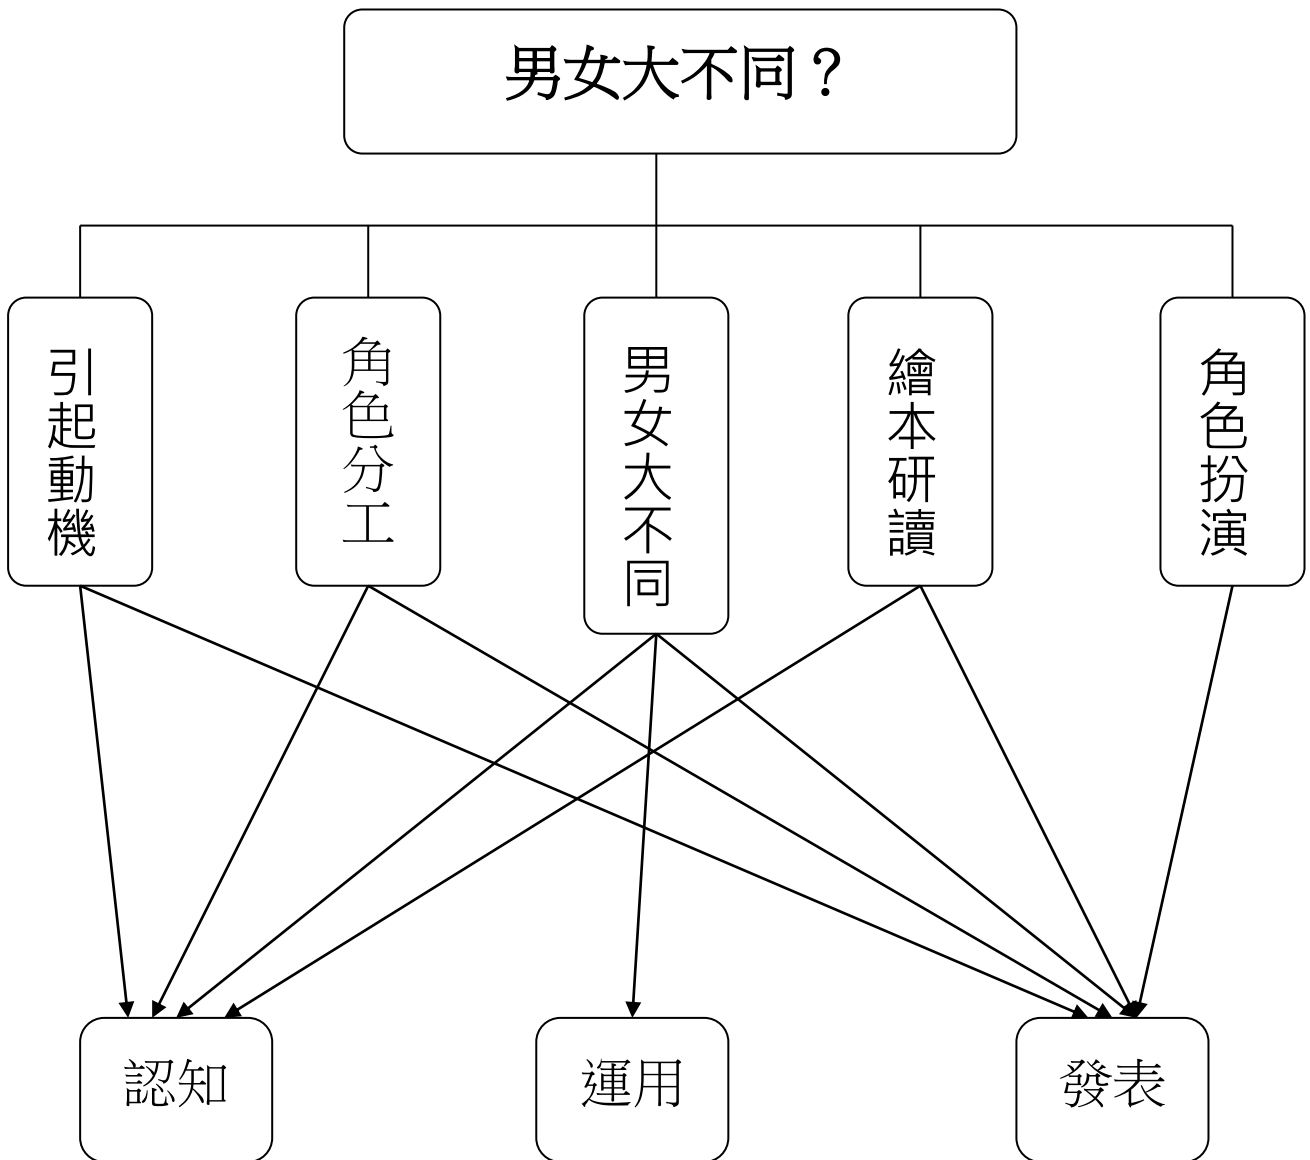 男女大不同？
引起動機
角色分工
男女大不同
繪本研讀
角色扮演
認知
運用
發表